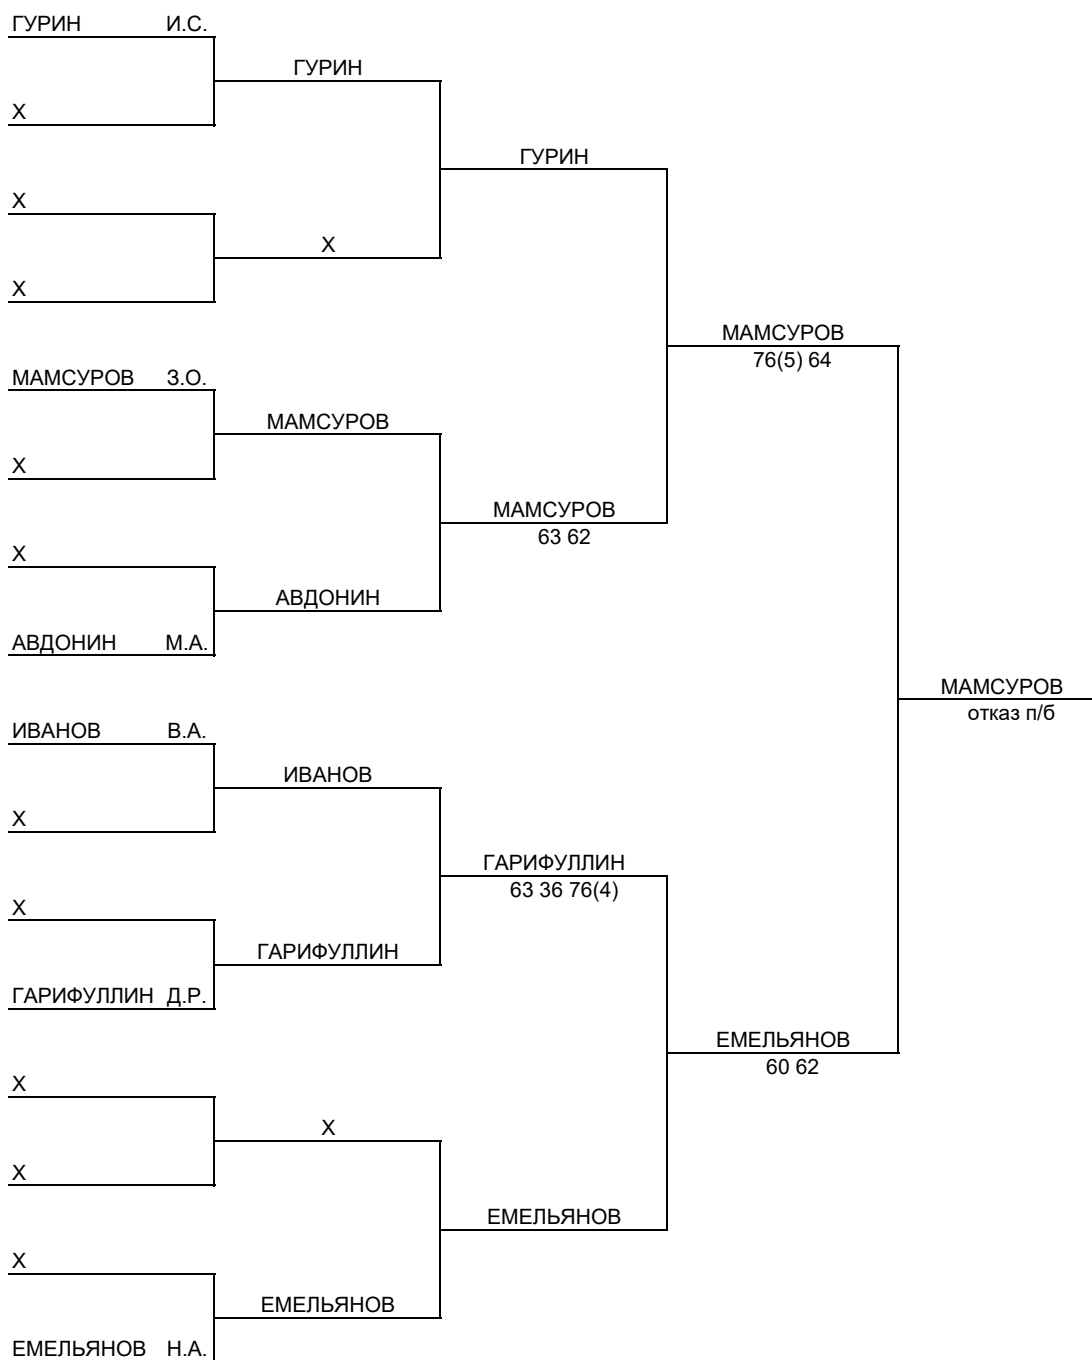 ГУРИН И.С.
ГУРИН
Х
ГУРИН
Х
Х
Х
МАМСУРОВ
76(5) 64
МАМСУРОВ З.О.
МАМСУРОВ
Х
МАМСУРОВ
63 62
Х
АВДОНИН
АВДОНИН М.А.
МАМСУРОВ
отказ п/б
ИВАНОВ В.А.
ИВАНОВ
Х
ГАРИФУЛЛИН
63 36 76(4)
Х
ГАРИФУЛЛИН
ГАРИФУЛЛИН Д.Р.
ЕМЕЛЬЯНОВ
60 62
Х
Х
Х
ЕМЕЛЬЯНОВ
Х
ЕМЕЛЬЯНОВ
ЕМЕЛЬЯНОВ Н.А.